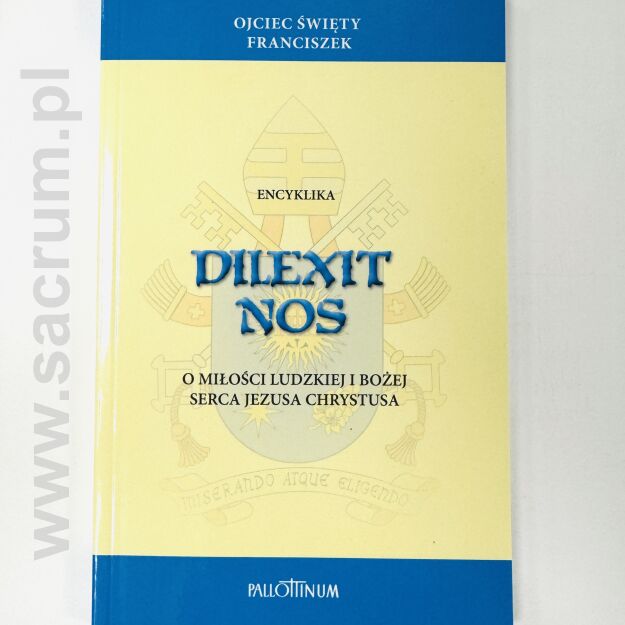 OJCIEC ŚWIĘTY
FRANCISZEK
ENCYKLIKA
DILEXIT
NOS
O MIŁOŚCI LUDZKIEJ I BOŻEJ
SERCA JEZUSA CHRYSTUSA
MISERANDO ATQUE ELIGENDO
PALLOTTINUM
www.sacrum.pl